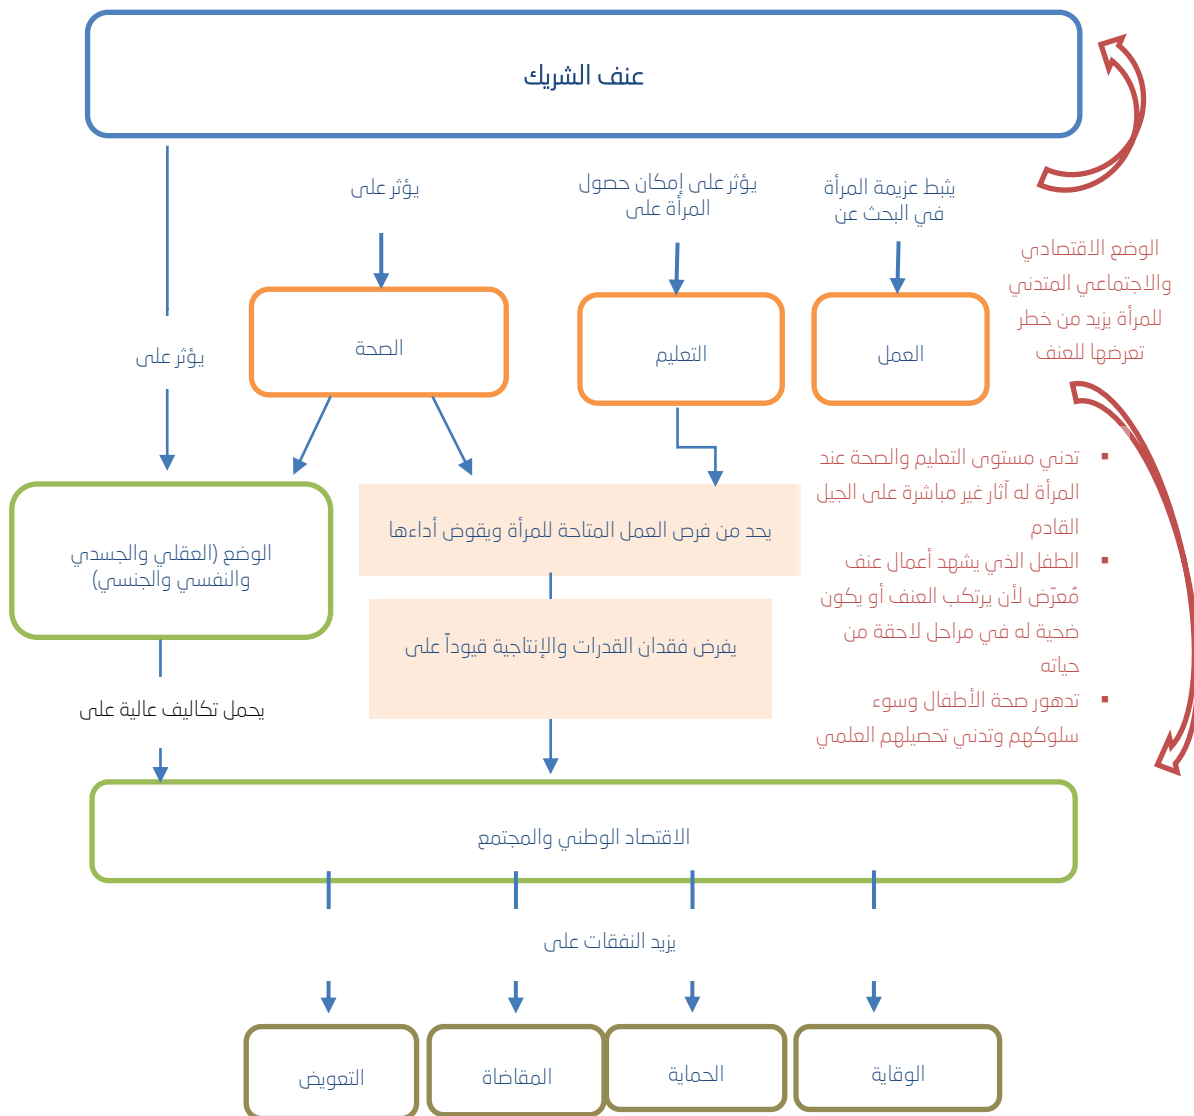 عنف الشريك
يثبط عزيمة المرأة
في البحث عن
يؤثر على إمكان حصول
المرأة على
يؤثر على
الوضع الاقتصادي
والاجتماعي المتدني
للمرأة يزيد من خطر
تعرضها للعنف
العمل
التعليم
الصحة
يؤثر على
▪ تدني مستوى التعليم والصحة عند
المرأة له آثار غير مباشرة على الجيل
القادم
▪ الطفل الذي يشهد أعمال عنف
مُعرّض لأن يرتكب العنف أو يكون
ضحية له في مراحل لاحقة من
حياته
▪ تدهور صحة الأطفال وسوء
سلوكهم وتدني تحصيلهم العلمي
يحد من فرص العمل المتاحة للمرأة ويقوض أداءها
الوضع (العقلي والجسدي
والنفسي والجنسي)
يفرض فقدان القدرات والإنتاجية قيوداً على
يحمل تكاليف عالية على
الاقتصاد الوطني والمجتمع
يزيد النفقات على
الوقاية
الحماية
المقاضاة
التعويض